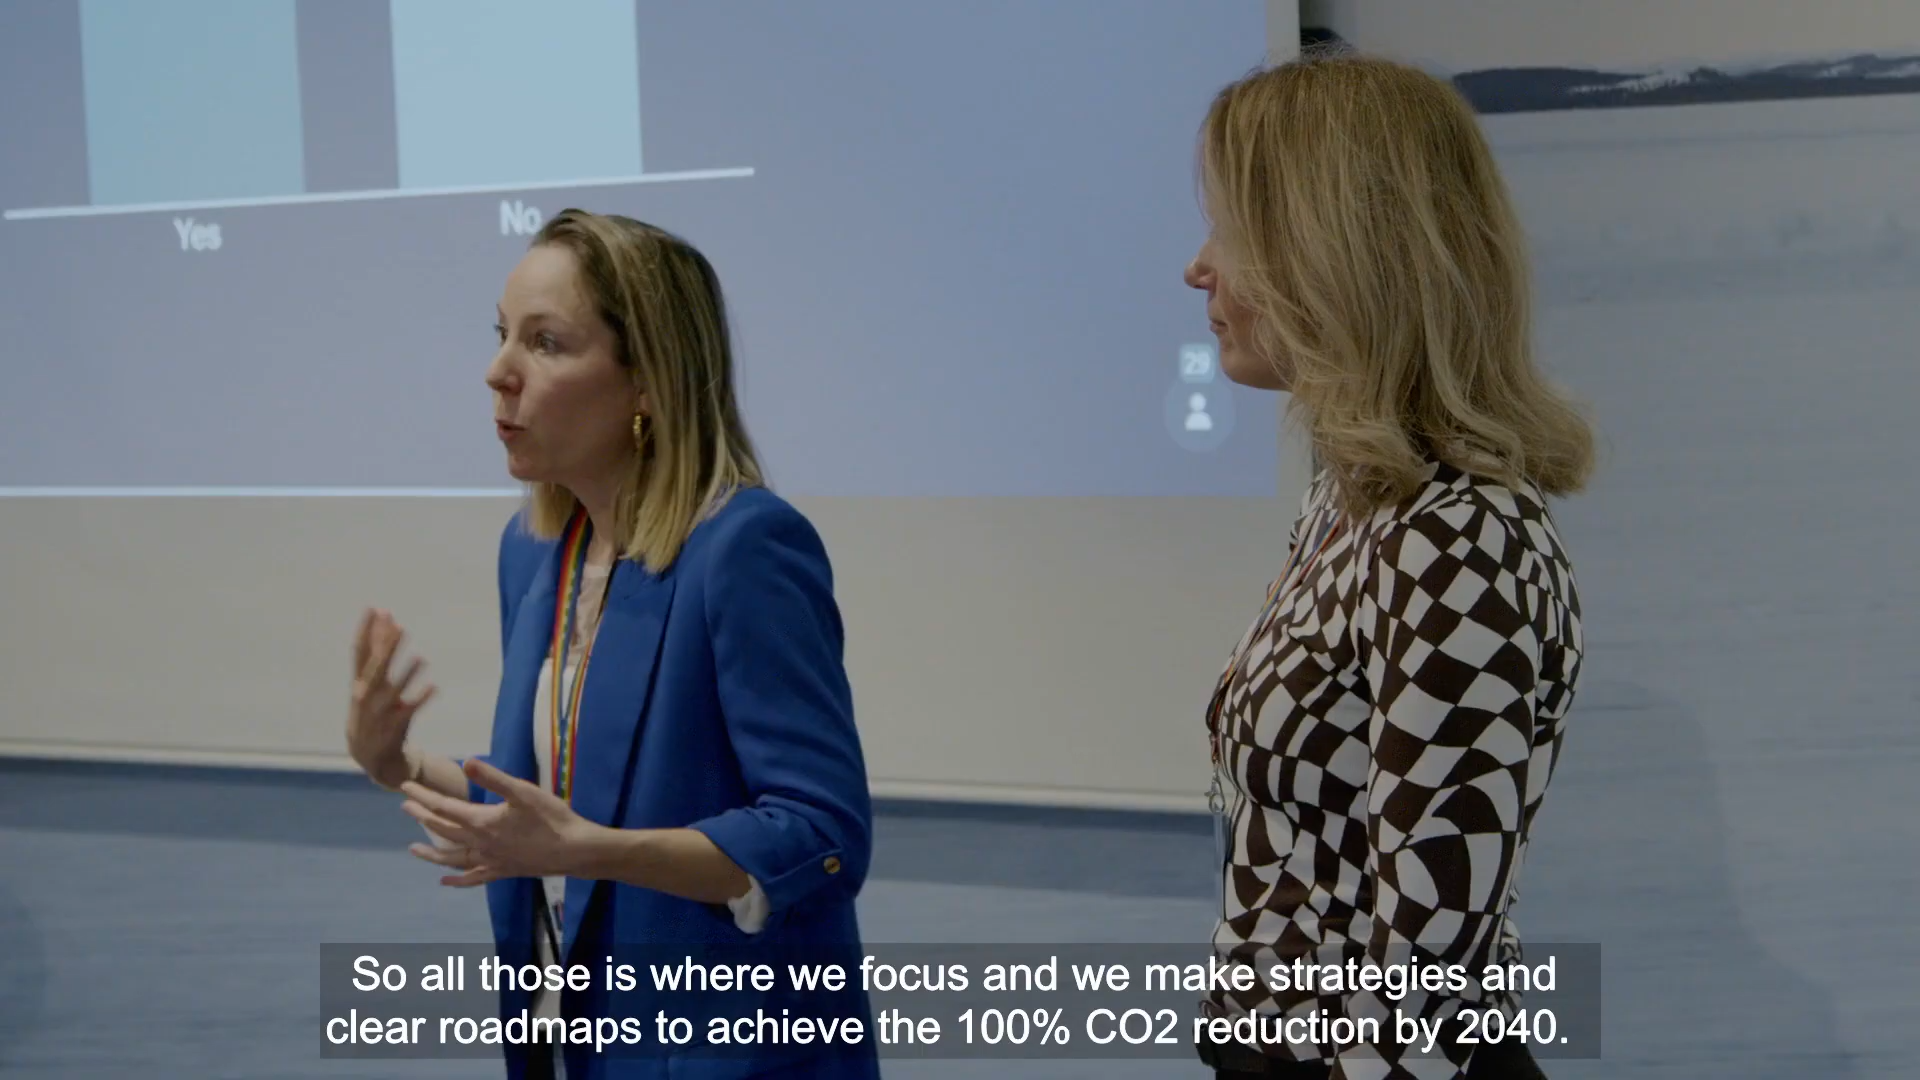 Yes
No
29
So all those is where we focus and we make strategies and
clear roadmaps to achieve the 100% CO2 reduction by 2040.